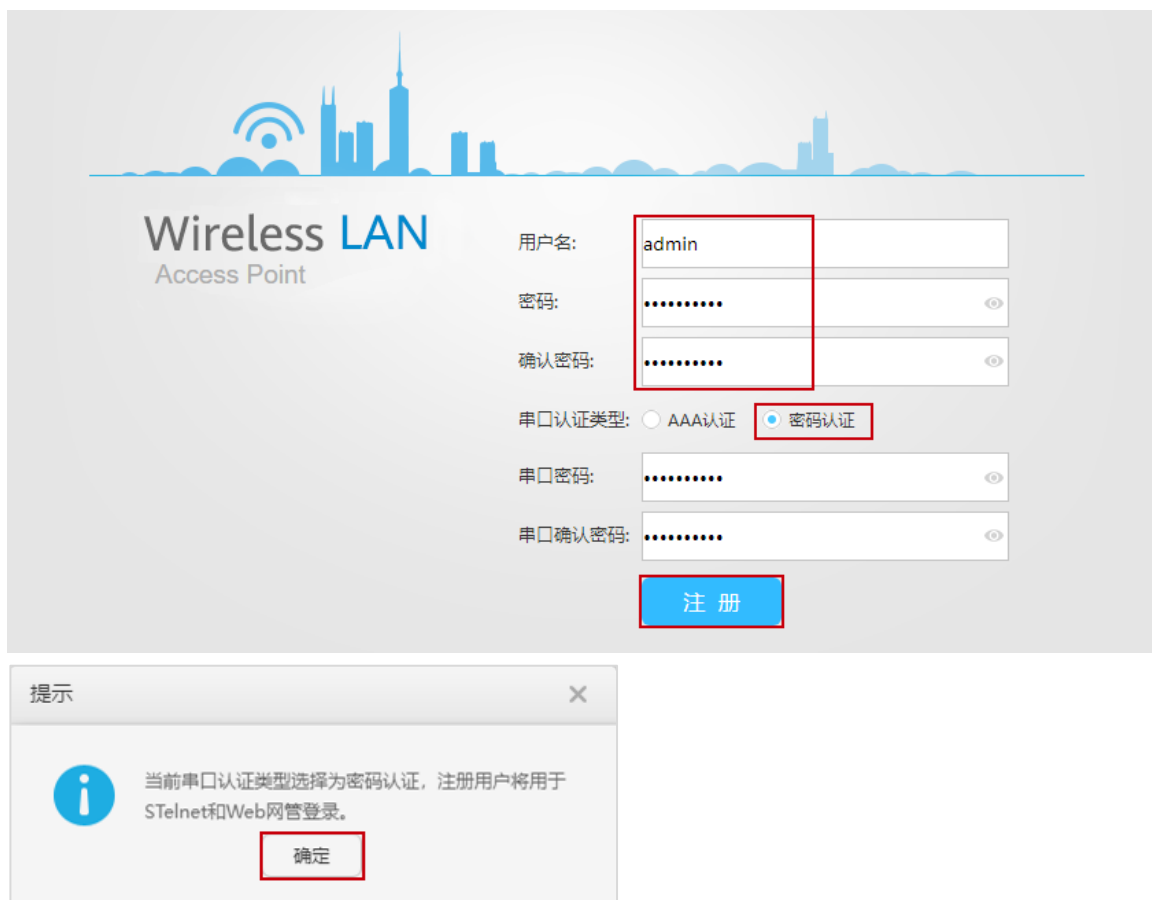 Wireless LAN
Access Point
用户名:
admin
密码:
••••••••••
确认密码:
••••••••••
串口认证类型: AAA认证 密码认证
串口密码:
••••••••••
串口确认密码:
••••••••••
注 册
提示
当前串口认证类型选择为密码认证，注册用户将用于
STelnet和Web网管登录。
确定